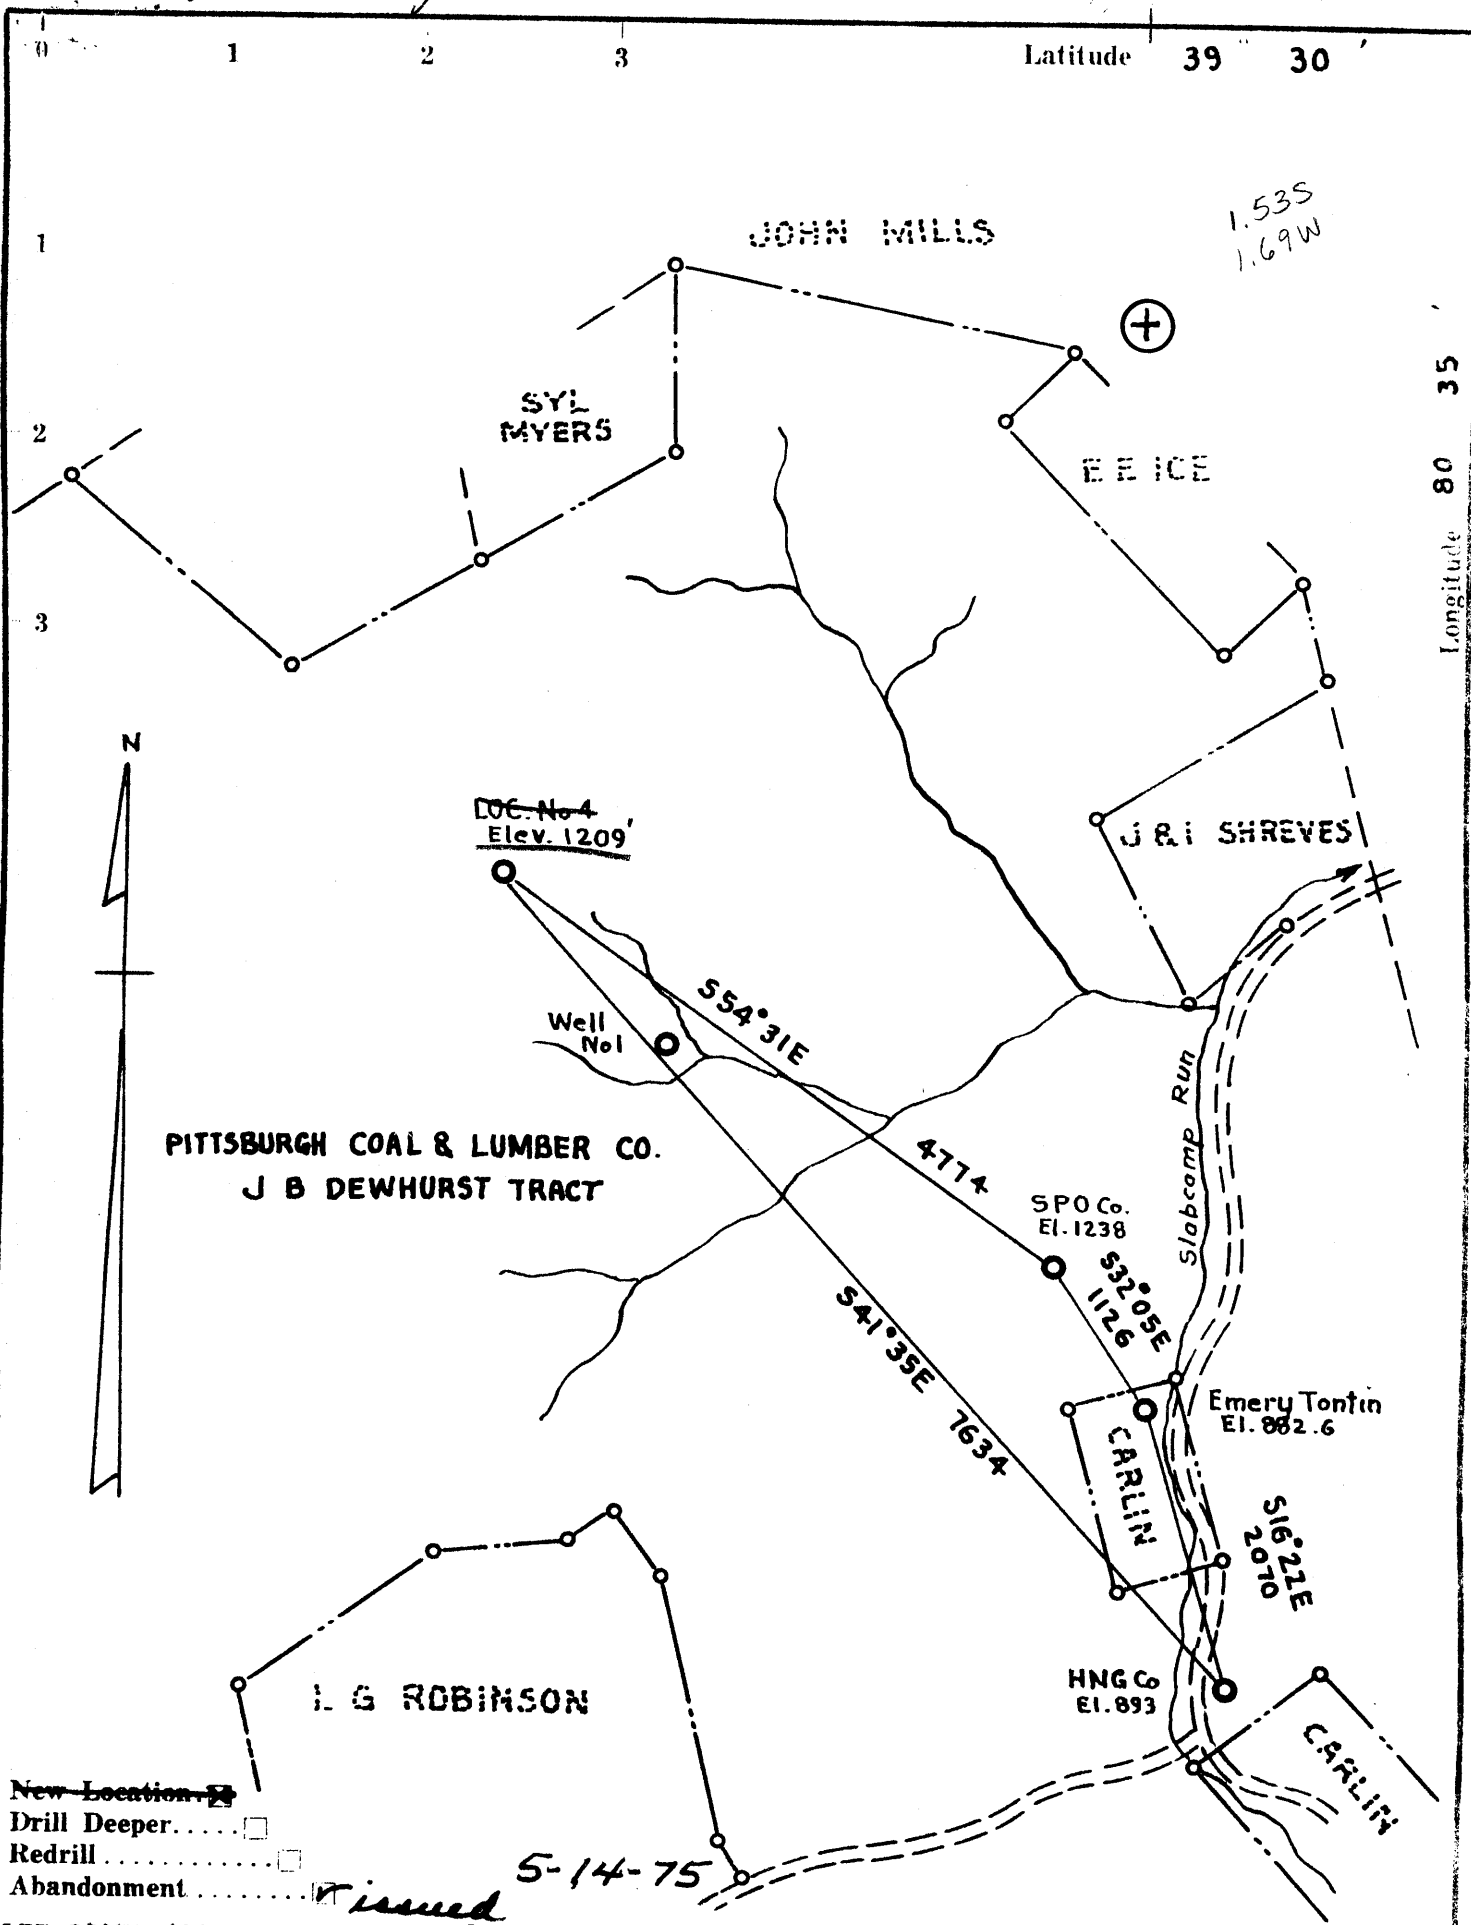 0 1 2 3 Latitude 39° 30'
1.53S
1.69W
JOHN MILLS
1
SYL
MYERS
2
E E ICE
Longitude 80 35'
3
N
LOC. No 4
Elev. 1209'
J & I SHREVES
S54°31E
Well
No1
Slabcamp Run
PITTSBURGH COAL & LUMBER CO.
J B DEWHURST TRACT
4774
SPO Co.
El. 1238
S32°05E
1126
S41°35E 7634
Emery Tontin
El. 882.6
CARLIN
S16°22E
2070
L G ROBINSON
HNG Co
El. 893
CARLIN
New Location.
Drill Deeper.....
Redrill............
Abandonment........
issued 5-14-75